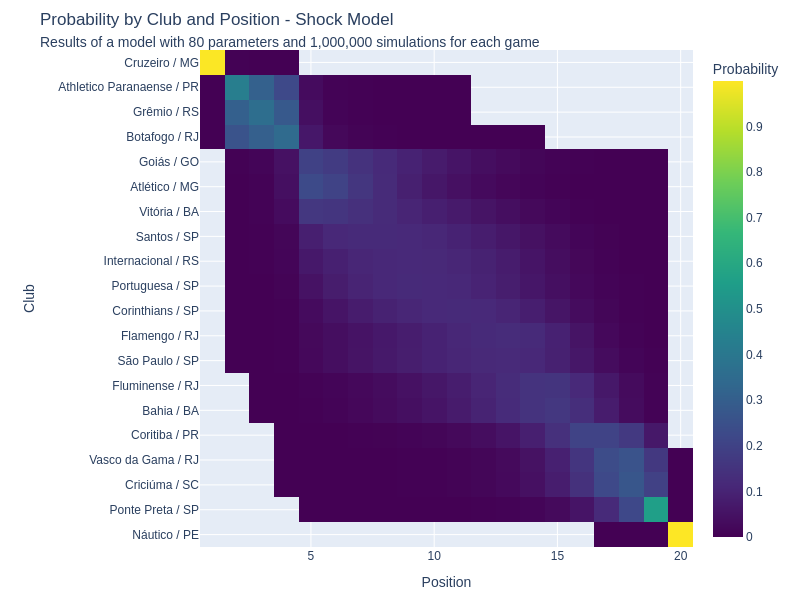 Probability by Club and Position - Shock Model
Results of a model with 80 parameters and 1,000,000 simulations for each game
Probability
Club
Cruzeiro / MG
Athletico Paranaense / PR
Grêmio / RS
Botafogo / RJ
Goiás / GO
Atlético / MG
Vitória / BA
Santos / SP
Internacional / RS
Portuguesa / SP
Corinthians / SP
Flamengo / RJ
São Paulo / SP
Fluminense / RJ
Bahia / BA
Coritiba / PR
Vasco da Gama / RJ
Criciúma / SC
Ponte Preta / SP
Náutico / PE
0.9
0.8
0.7
0.6
0.5
0.4
0.3
0.2
0.1
0
5
10
15
20
Position